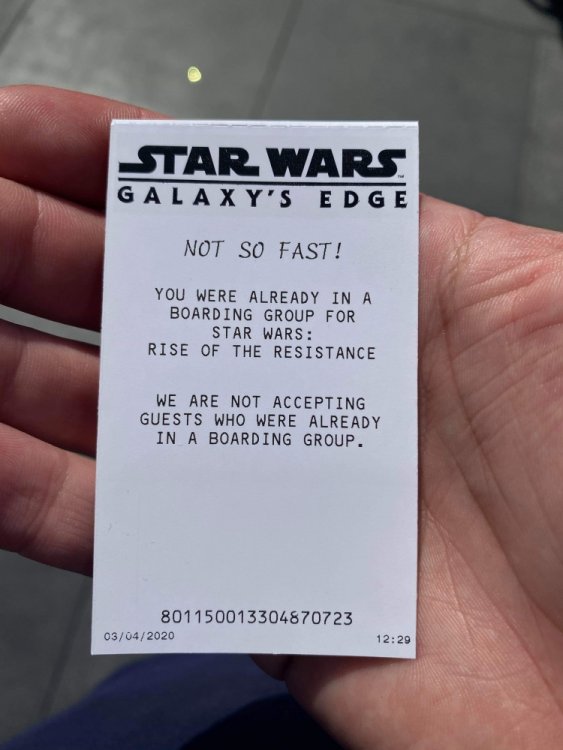 STAR WARS
GALAXY'S EDGE
NOT SO FAST!
YOU WERE ALREADY IN A
BOARDING GROUP FOR
STAR WARS:
RISE OF THE RESISTANCE
WE ARE NOT ACCEPTING
GUESTS WHO WERE ALREADY
IN A BOARDING GROUP.
801150013304870723
03/04/2020 12:29